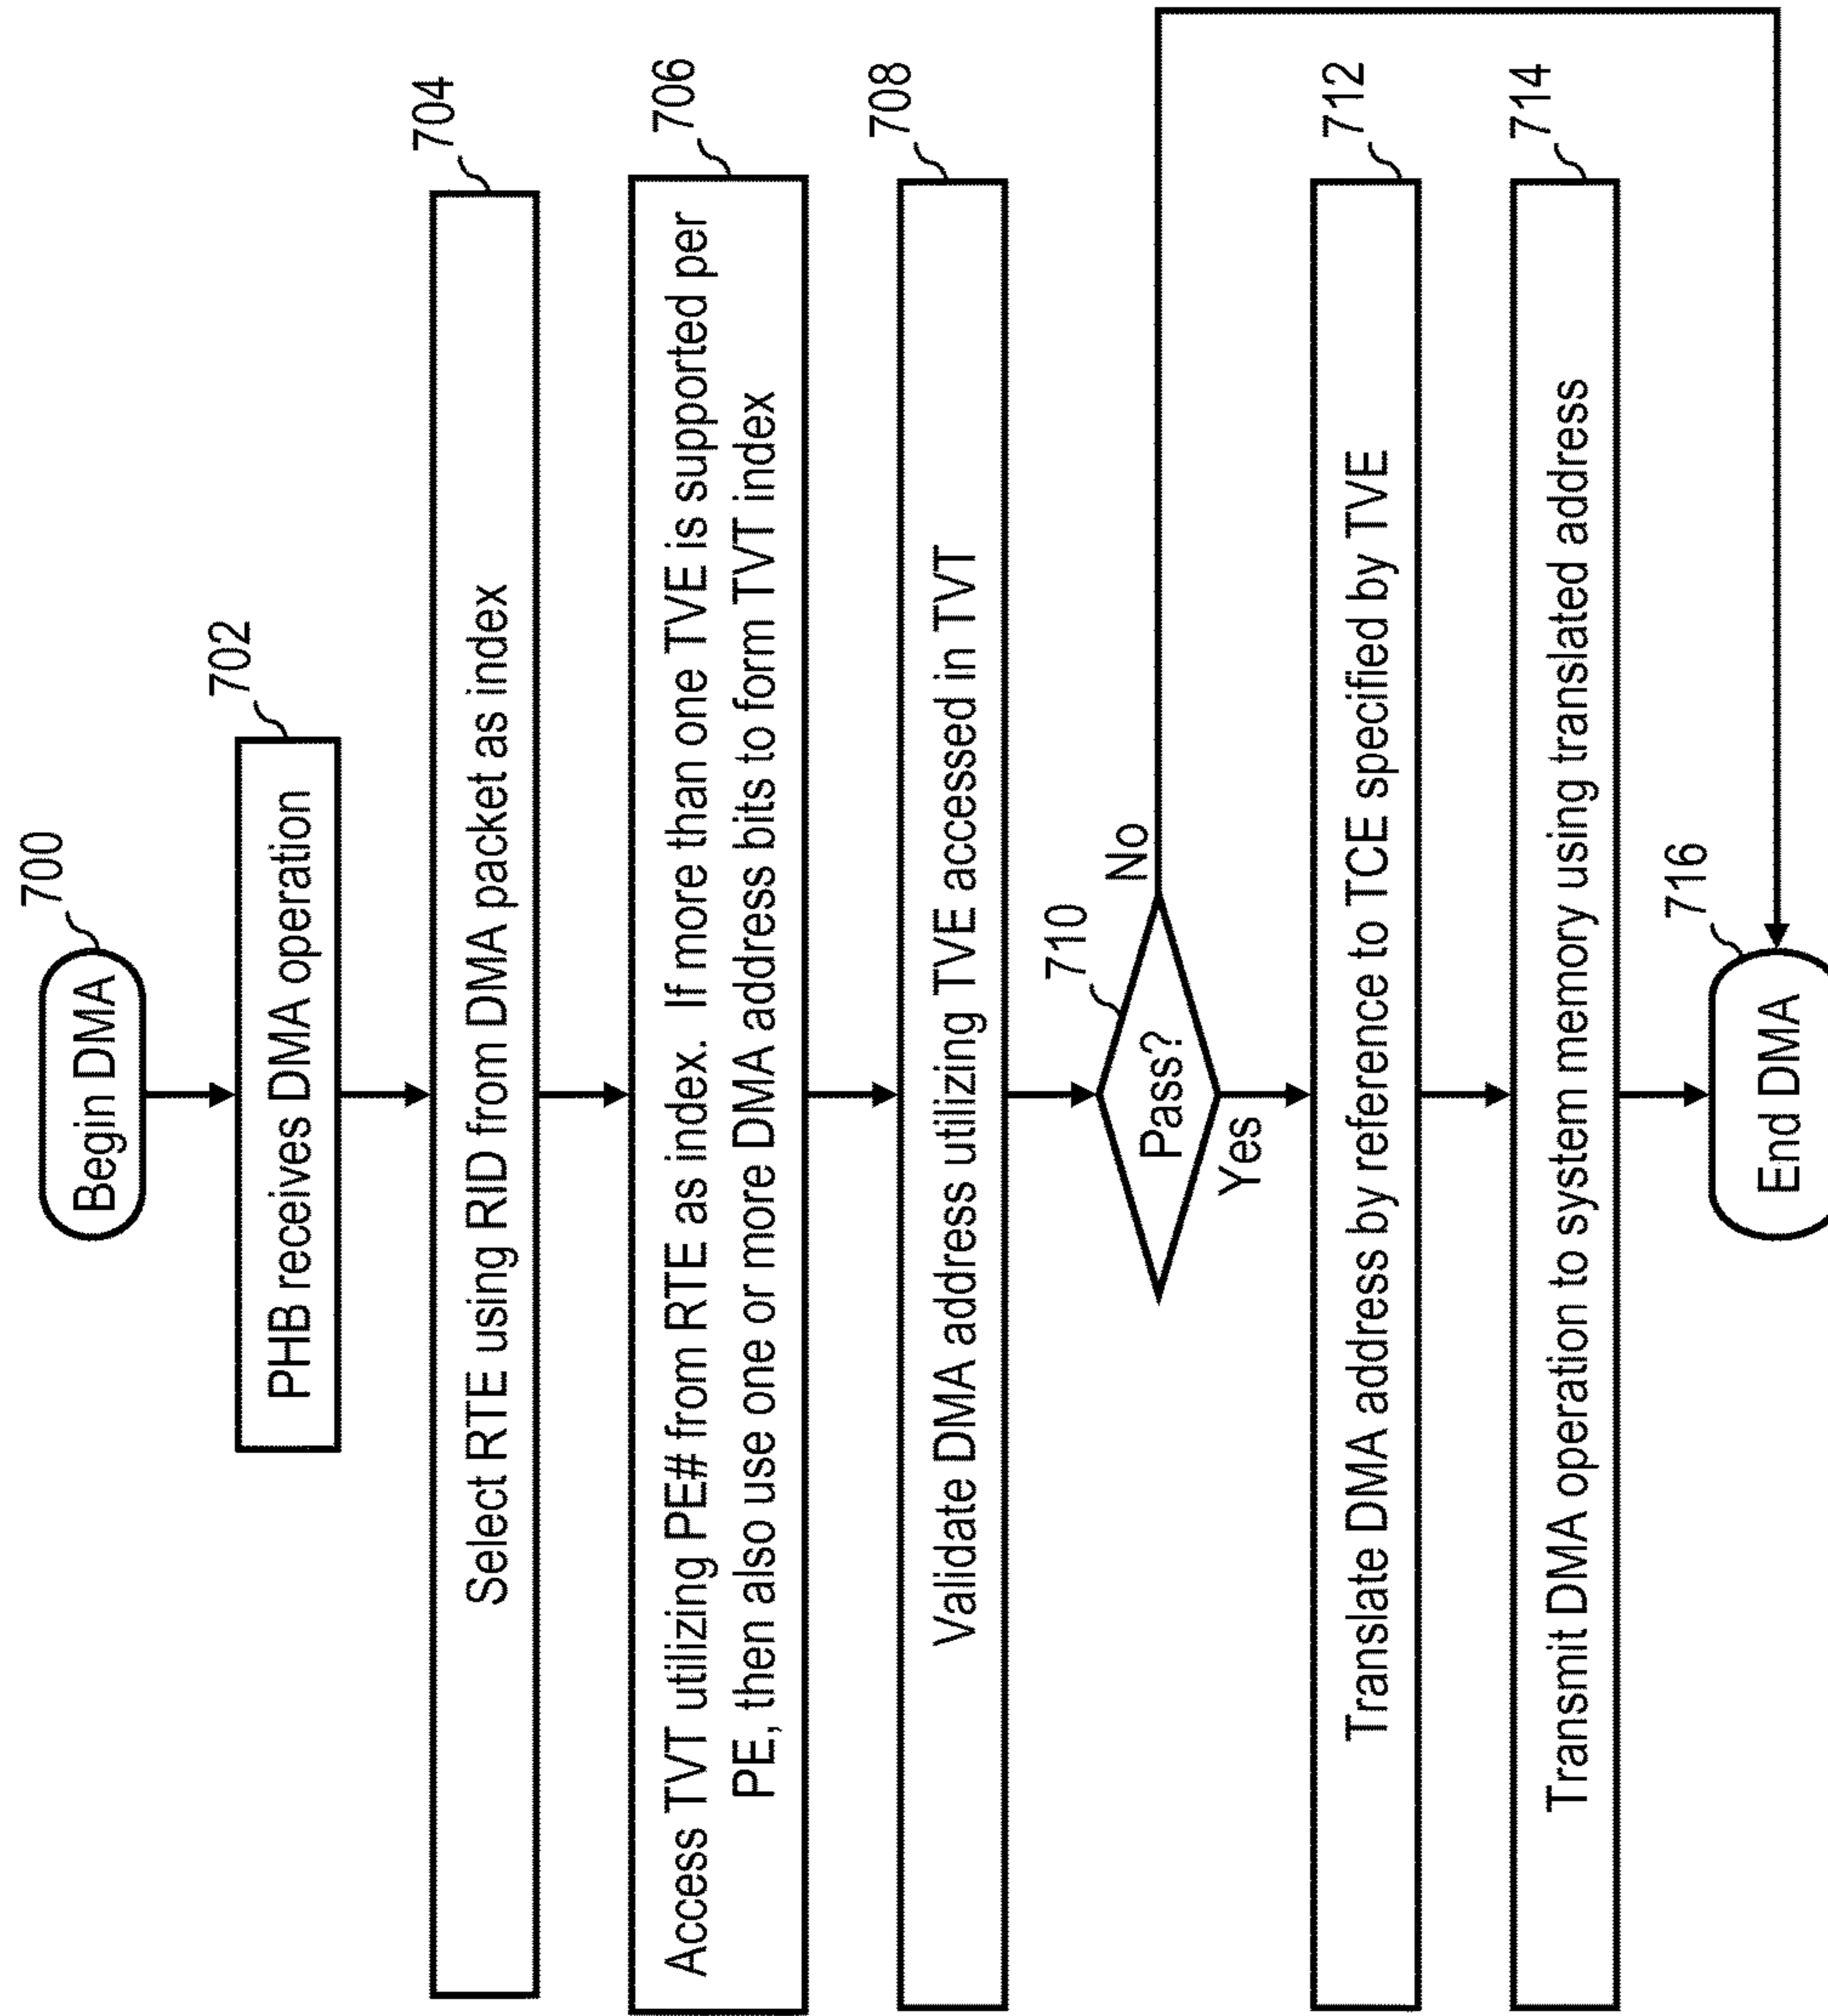 700
Begin DMA
702
PHB receives DMA operation
704
Select RTE using RID from DMA packet as index
706
Access TVT utilizing PE# from RTE as index. If more than one TVE is supported per
PE, then also use one or more DMA address bits to form TVT index
708
Validate DMA address utilizing TVE accessed in TVT
710
Pass?
No
Yes
712
Translate DMA address by reference to TCE specified by TVE
714
Transmit DMA operation to system memory using translated address
716
End DMA